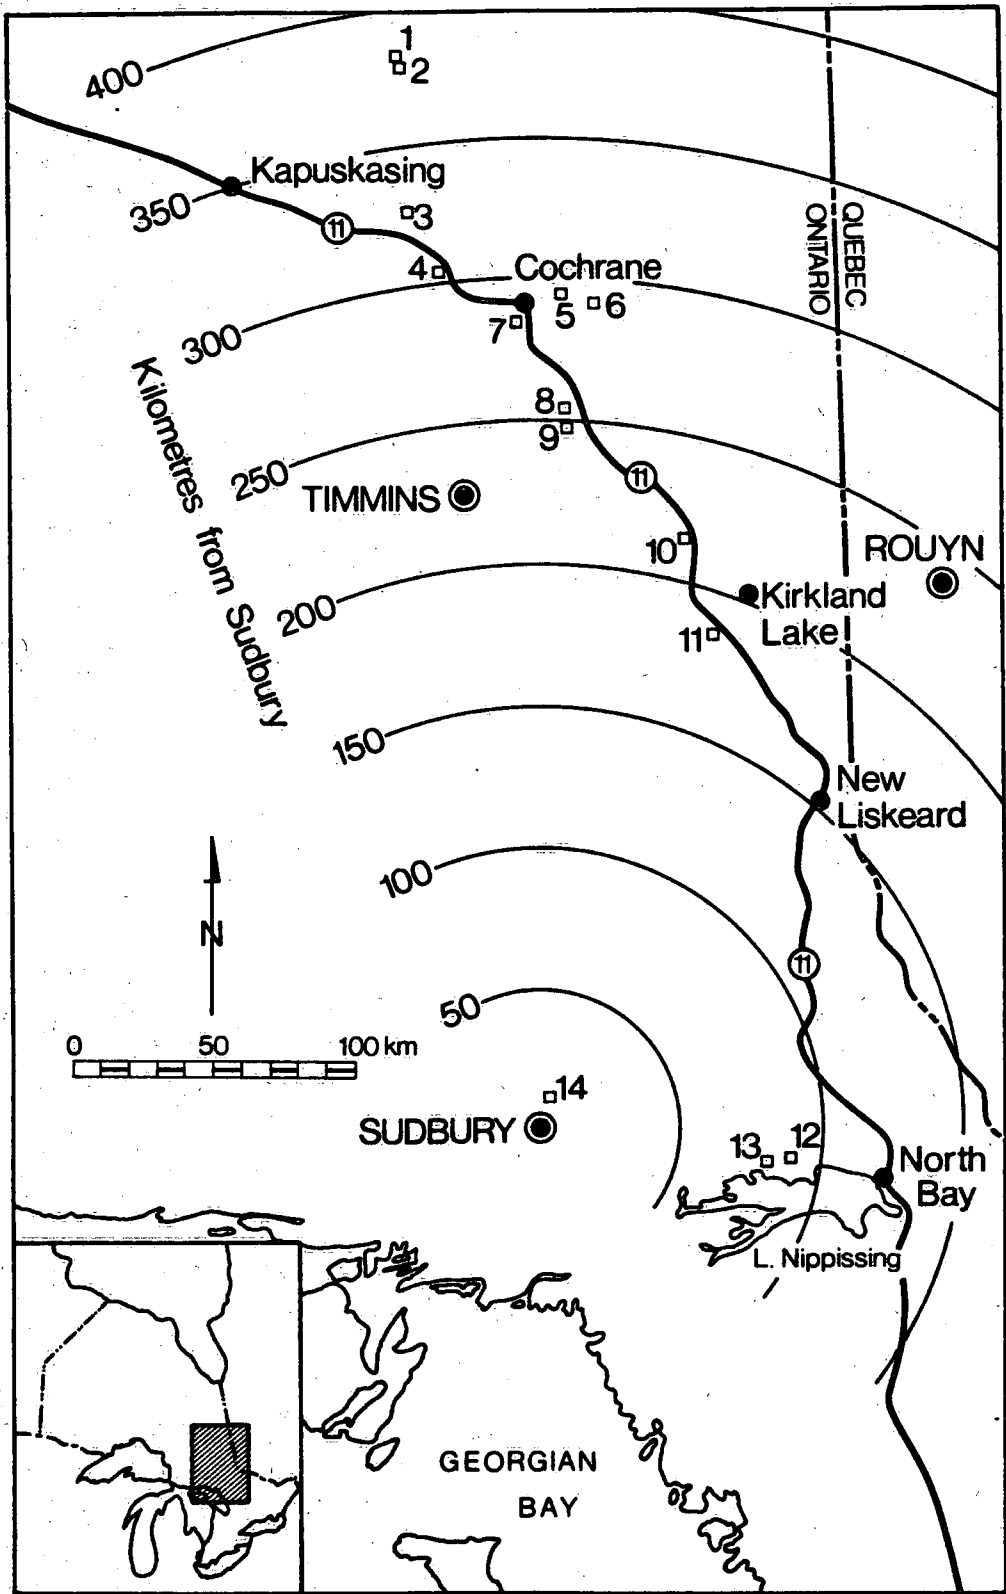 1
2
400
Kapuskasing
350
11
3
QUEBEC
ONTARIO
4
Cochrane
5
6
7
300
Kilometres from Sudbury
8
9
250
11
TIMMINS
10
ROUYN
200
Kirkland
Lake
11
150
New
Liskeard
100
N
11
50
0 50 100 km
14
SUDBURY
13
12
North
Bay
L. Nippissing
GEORGIAN
BAY